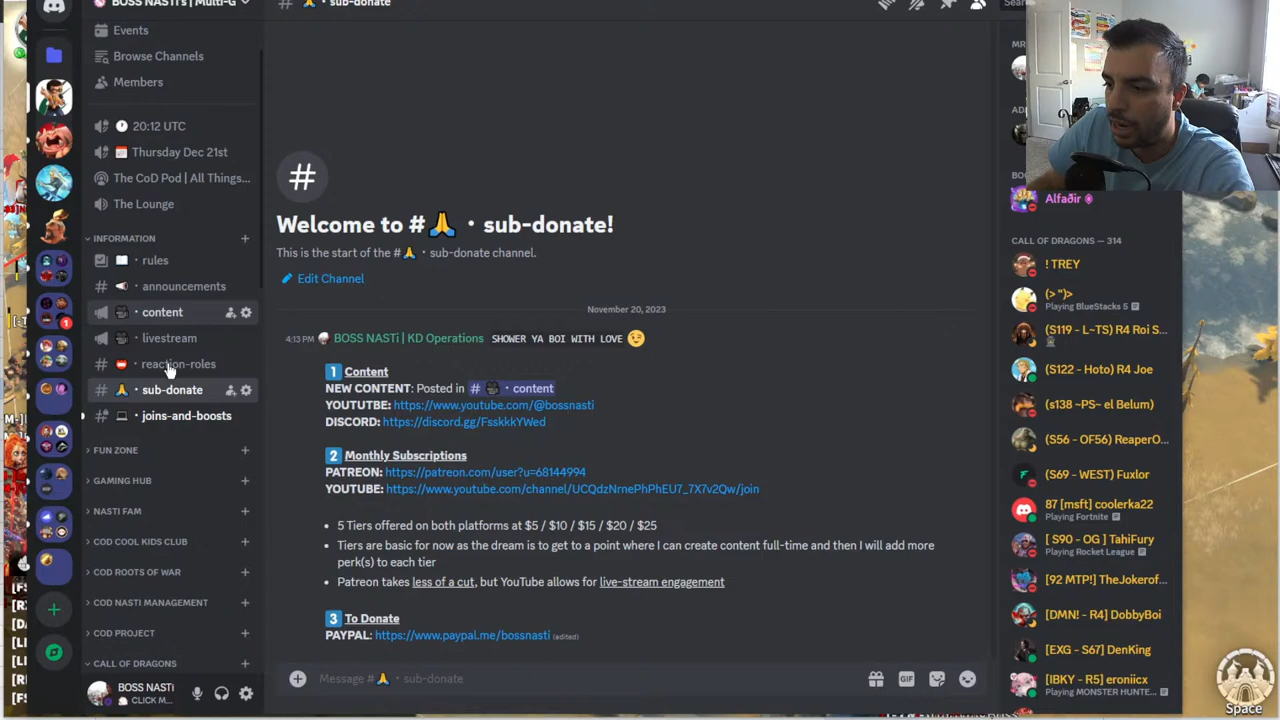 BOSS NASTi's | Multi-G
# 🙏 • sub-donate
Events
Browse Channels
Members
20:12 UTC
Thursday Dec 21st
The CoD Pod | All Things...
The Lounge
INFORMATION
• rules
• announcements
• content
• livestream
• reaction-roles
• sub-donate
• joins-and-boosts
FUN ZONE
GAMING HUB
NASTI FAM
COD COOL KIDS CLUB
COD ROOTS OF WAR
COD NASTI MANAGEMENT
COD PROJECT
CALL OF DRAGONS
BOSS NASTi
CLICK M...
1
Welcome to #🙏 • sub-donate!
This is the start of the #🙏 • sub-donate channel.
Edit Channel
November 20, 2023
4:13 PM BOSS NASTi | KD Operations SHOWER YA BOI WITH LOVE 😉
1 Content
NEW CONTENT: Posted in # • content
YOUTUTBE: https://www.youtube.com/@bossnasti
DISCORD: https://discord.gg/FsskkkYWed
2 Monthly Subscriptions
PATREON: https://patreon.com/user?u=68144994
YOUTUBE: https://www.youtube.com/channel/UCQdzNrnePhPhEU7_7X7v2Qw/join
• 5 Tiers offered on both platforms at $5 / $10 / $15 / $20 / $25
• Tiers are basic for now as the dream is to get to a point where I can create content full-time and then I will add more
perk(s) to each tier
• Patreon takes less of a cut, but YouTube allows for live-stream engagement
3 To Donate
PAYPAL: https://www.paypal.me/bossnasti (edited)
Message #🙏 • sub-donate
GIF
Alfaðir
CALL OF DRAGONS — 314
! TREY
(> ")>
Playing BlueStacks 5
(S119 - L~TS) R4 Roi S...
(S122 - Hoto) R4 Joe
(s138 ~PS~ el Belum)
(S56 - OF56) ReaperO...
(S69 - WEST) Fuxlor
87 [msft] coolerka22
Playing Fortnite
[ S90 - OG ] TahiFury
Playing Rocket League
[92 MTP!] TheJokerof...
[DMN! - R4] DobbyBoi
[EXG - S67] DenKing
[IBKY - R5] eroniicx
Playing MONSTER HUNTE...
Space